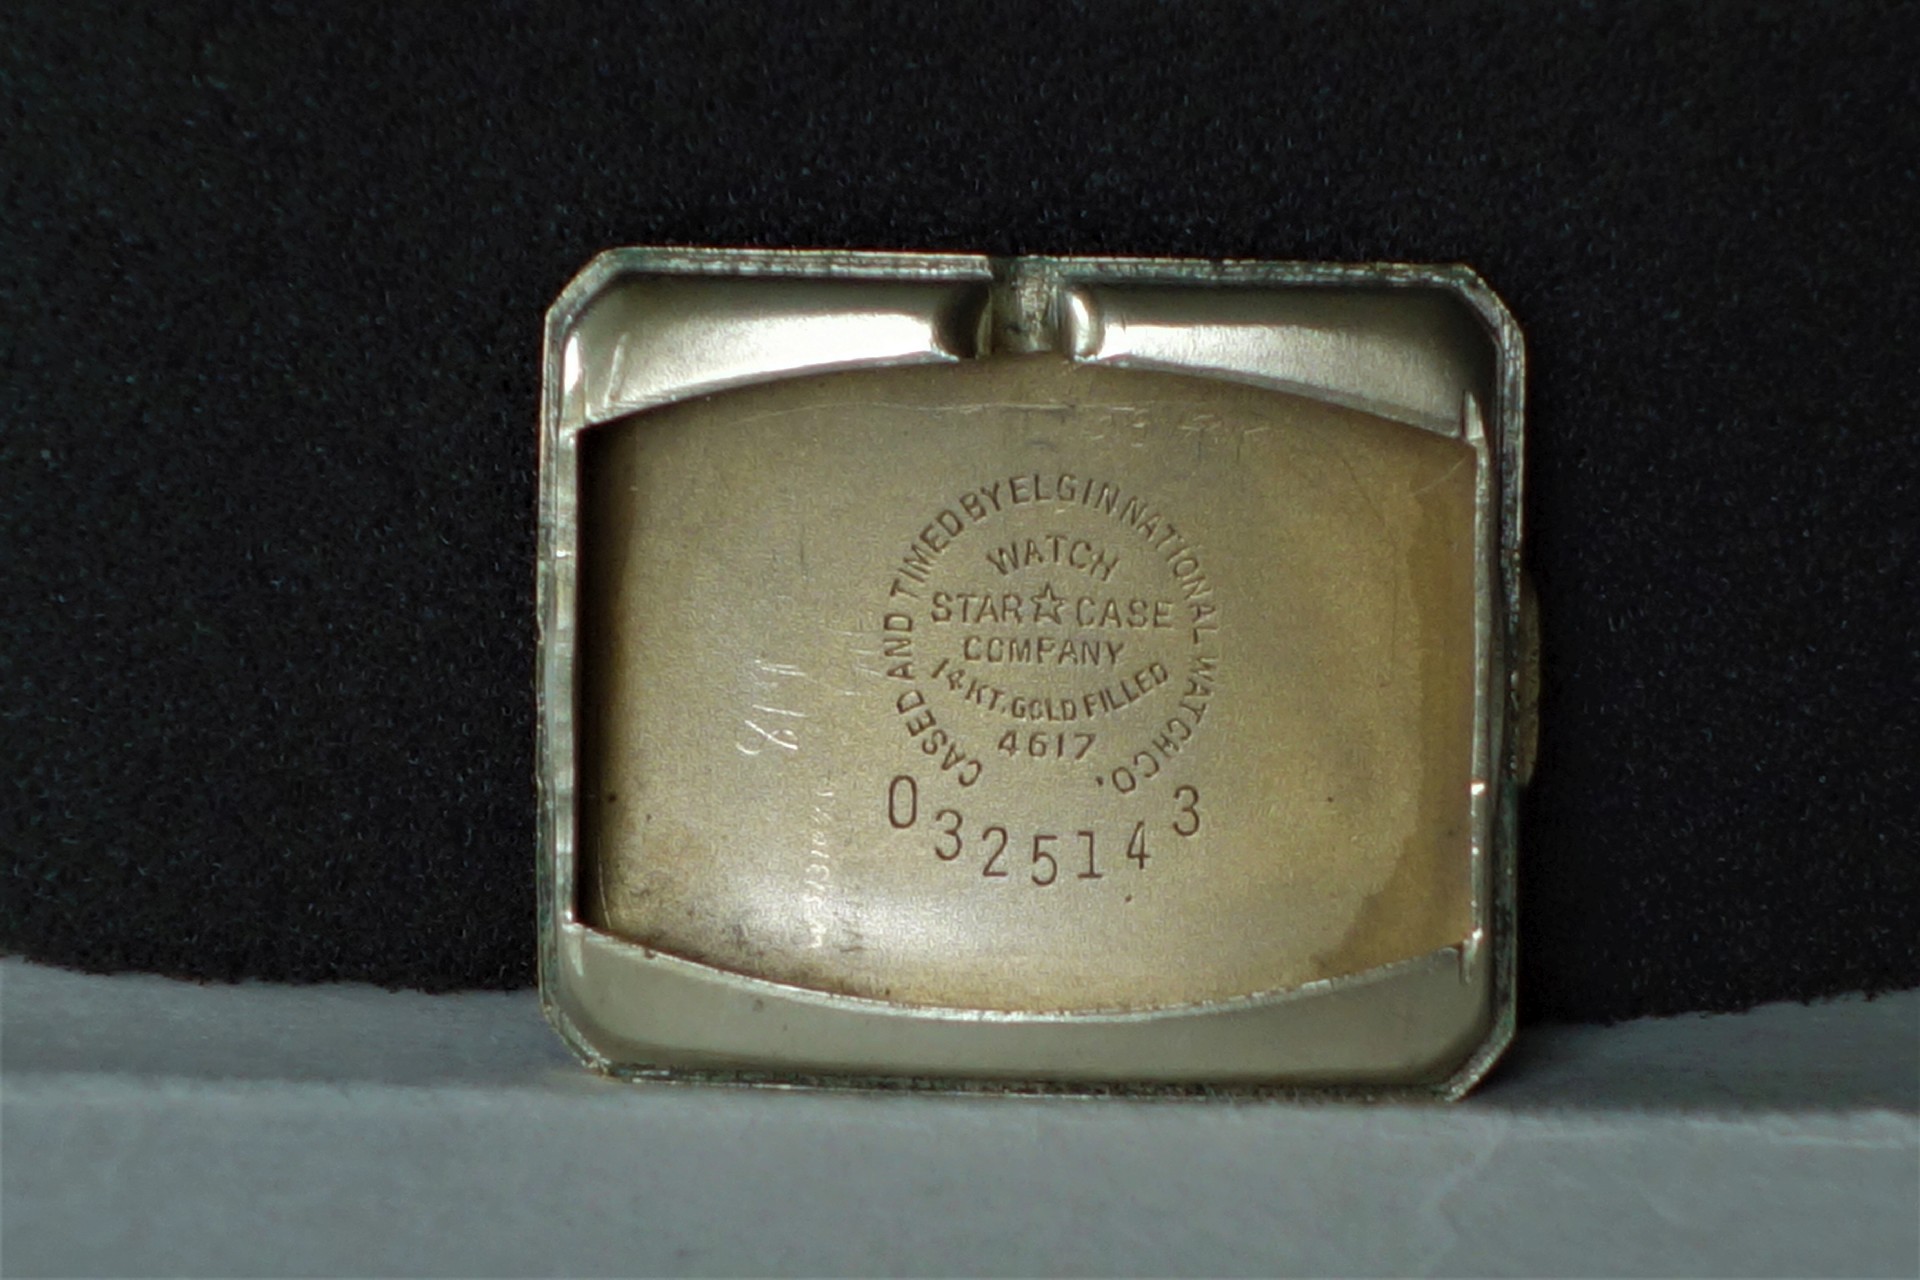 CASED AND TIMED BY ELGIN NATIONAL WATCH CO.
WATCH
STAR☆CASE
COMPANY
14 KT. GOLD FILLED
4617
0325143